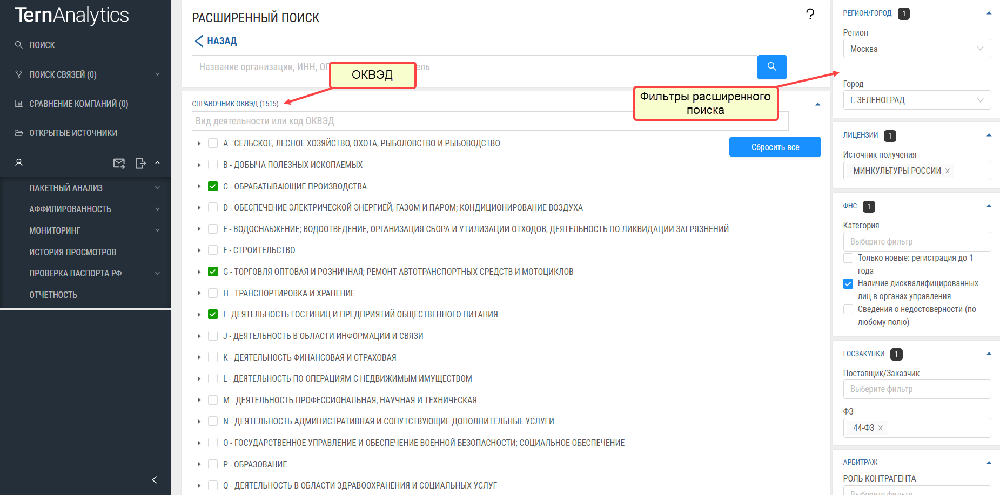 TernAnalytics
ПОИСК
ПОИСК СВЯЗЕЙ (0)
СРАВНЕНИЕ КОМПАНИЙ (0)
ОТКРЫТЫЕ ИСТОЧНИКИ
ПАКЕТНЫЙ АНАЛИЗ
АФФИЛИРОВАННОСТЬ
МОНИТОРИНГ
ИСТОРИЯ ПРОСМОТРОВ
ПРОВЕРКА ПАСПОРТА РФ
ОТЧЕТНОСТЬ
РАСШИРЕННЫЙ ПОИСК
?
НАЗАД
Название организации, ИНН,
ОКВЭД
СПРАВОЧНИК ОКВЭД (1515)
Фильтры расширенного
поиска
Вид деятельности или код ОКВЭД
Сбросить все
A - СЕЛЬСКОЕ, ЛЕСНОЕ ХОЗЯЙСТВО, ОХОТА, РЫБОЛОВСТВО И РЫБОВОДСТВО
B - ДОБЫЧА ПОЛЕЗНЫХ ИСКОПАЕМЫХ
C - ОБРАБАТЫВАЮЩИЕ ПРОИЗВОДСТВА
D - ОБЕСПЕЧЕНИЕ ЭЛЕКТРИЧЕСКОЙ ЭНЕРГИЕЙ, ГАЗОМ И ПАРОМ; КОНДИЦИОНИРОВАНИЕ ВОЗДУХА
E - ВОДОСНАБЖЕНИЕ; ВОДООТВЕДЕНИЕ, ОРГАНИЗАЦИЯ СБОРА И УТИЛИЗАЦИИ ОТХОДОВ, ДЕЯТЕЛЬНОСТЬ ПО ЛИКВИДАЦИИ ЗАГРЯЗНЕНИЙ
F - СТРОИТЕЛЬСТВО
G - ТОРГОВЛЯ ОПТОВАЯ И РОЗНИЧНАЯ; РЕМОНТ АВТОТРАНСПОРТНЫХ СРЕДСТВ И МОТОЦИКЛОВ
H - ТРАНСПОРТИРОВКА И ХРАНЕНИЕ
I - ДЕЯТЕЛЬНОСТЬ ГОСТИНИЦ И ПРЕДПРИЯТИЙ ОБЩЕСТВЕННОГО ПИТАНИЯ
J - ДЕЯТЕЛЬНОСТЬ В ОБЛАСТИ ИНФОРМАЦИИ И СВЯЗИ
K - ДЕЯТЕЛЬНОСТЬ ФИНАНСОВАЯ И СТРАХОВАЯ
L - ДЕЯТЕЛЬНОСТЬ ПО ОПЕРАЦИЯМ С НЕДВИЖИМЫМ ИМУЩЕСТВОМ
M - ДЕЯТЕЛЬНОСТЬ ПРОФЕССИОНАЛЬНАЯ, НАУЧНАЯ И ТЕХНИЧЕСКАЯ
N - ДЕЯТЕЛЬНОСТЬ АДМИНИСТРАТИВНАЯ И СОПУТСТВУЮЩИЕ ДОПОЛНИТЕЛЬНЫЕ УСЛУГИ
O - ГОСУДАРСТВЕННОЕ УПРАВЛЕНИЕ И ОБЕСПЕЧЕНИЕ ВОЕННОЙ БЕЗОПАСНОСТИ; СОЦИАЛЬНОЕ ОБЕСПЕЧЕНИЕ
P - ОБРАЗОВАНИЕ
Q - ДЕЯТЕЛЬНОСТЬ В ОБЛАСТИ ЗДРАВООХРАНЕНИЯ И СОЦИАЛЬНЫХ УСЛУГ
РЕГИОН/ГОРОД 1
Регион
Москва
Город
Г. ЗЕЛЕНОГРАД
ЛИЦЕНЗИИ 1
Источник получения
МИНКУЛЬТУРЫ РОССИИ
ФНС 1
Категория
Выберите фильтр
Только новые: регистрация до 1
года
Наличие дисквалифицированных
лиц в органах управления
Сведения о недостоверности (по
любому полю)
ГОСЗАКУПКИ 1
Поставщик/Заказчик
Выберите фильтр
ФЗ
44-ФЗ
АРБИТРАЖ
РОЛЬ КОНТРАГЕНТА
Выберите фильтр